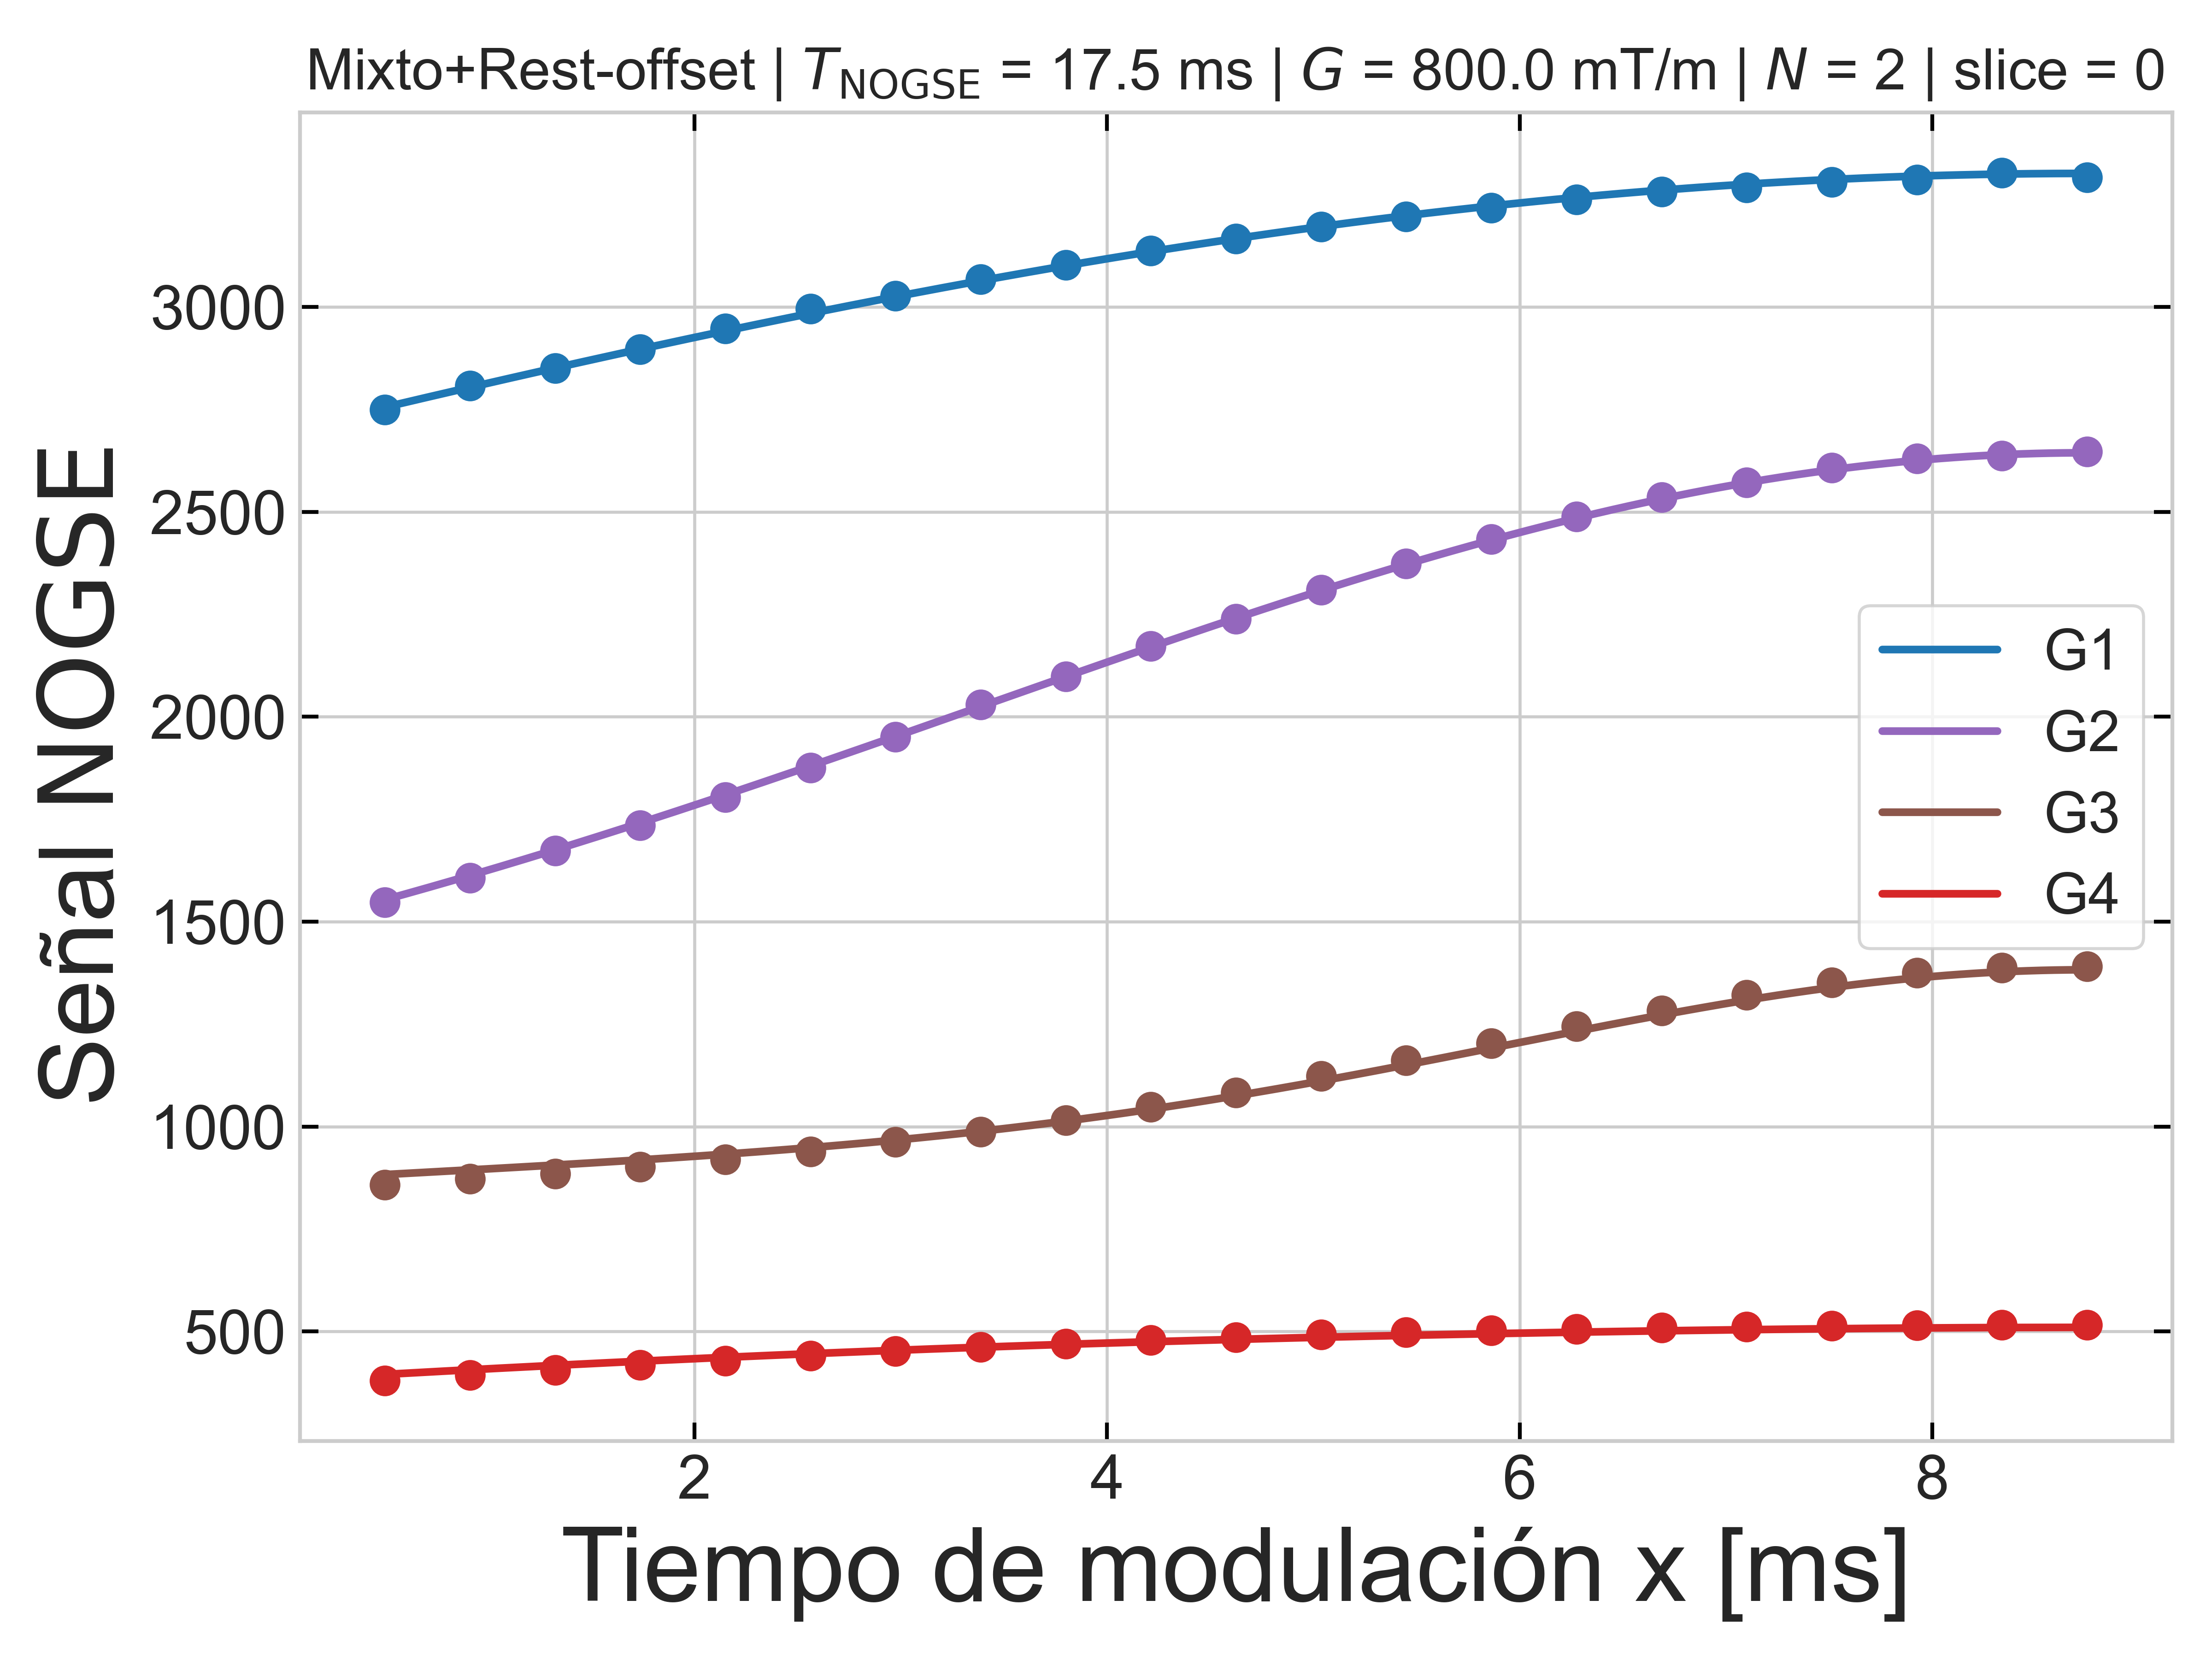 Mixto+Rest-offset | T_NOGSE = 17.5 ms | G = 800.0 mT/m | N = 2 | slice = 0
Señal NOGSE
3000
2500
2000
1500
1000
500
G1
G2
G3
G4
2 4 6 8
Tiempo de modulación x [ms]